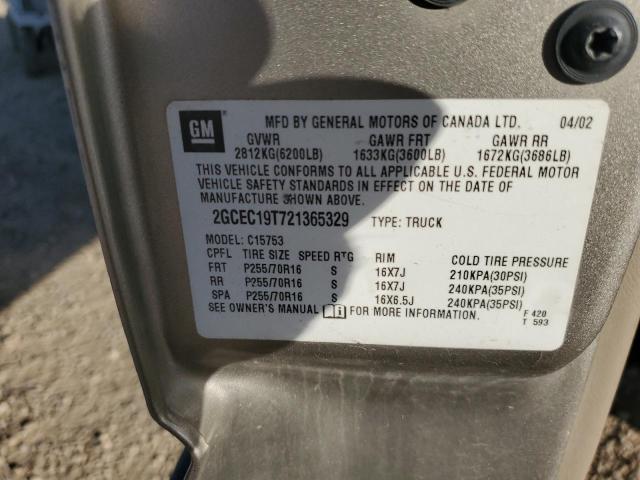 GM
MFD BY GENERAL MOTORS OF CANADA LTD. 04/02
GVWR GAWR FRT GAWR RR
2812KG(6200LB) 1633KG(3600LB) 1672KG(3686LB)
THIS VEHICLE CONFORMS TO ALL APPLICABLE U.S. FEDERAL MOTOR
VEHICLE SAFETY STANDARDS IN EFFECT ON THE DATE OF
MANUFACTURE SHOWN ABOVE.
2GCEC19T721365329 TYPE: TRUCK
MODEL: C15753
CPFL TIRE SIZE SPEED RTG RIM COLD TIRE PRESSURE
FRT P255/70R16 S 16X7J 210KPA(30PSI)
RR P255/70R16 S 16X7J 240KPA(35PSI)
SPA P255/70R16 S 16X6.5J 240KPA(35PSI)
SEE OWNER'S MANUAL FOR MORE INFORMATION. F 420
T 593